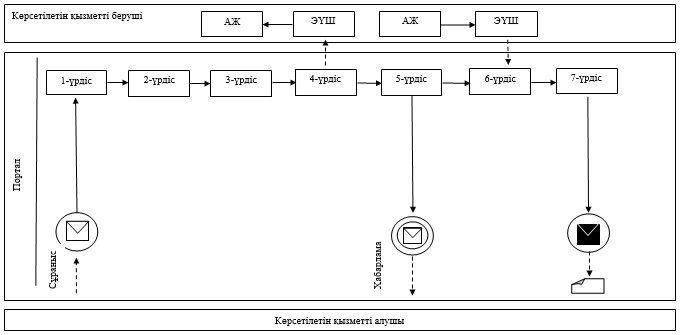 Көрсетілетін қызметті беруші
АЖ
ЭҮШ
АЖ
ЭҮШ
1-үрдіс
2-үрдіс
3-үрдіс
4-үрдіс
5-үрдіс
6-үрдіс
7-үрдіс
Портал
Сұраныс
Хабарлама
Көрсетілетін қызметті алушы